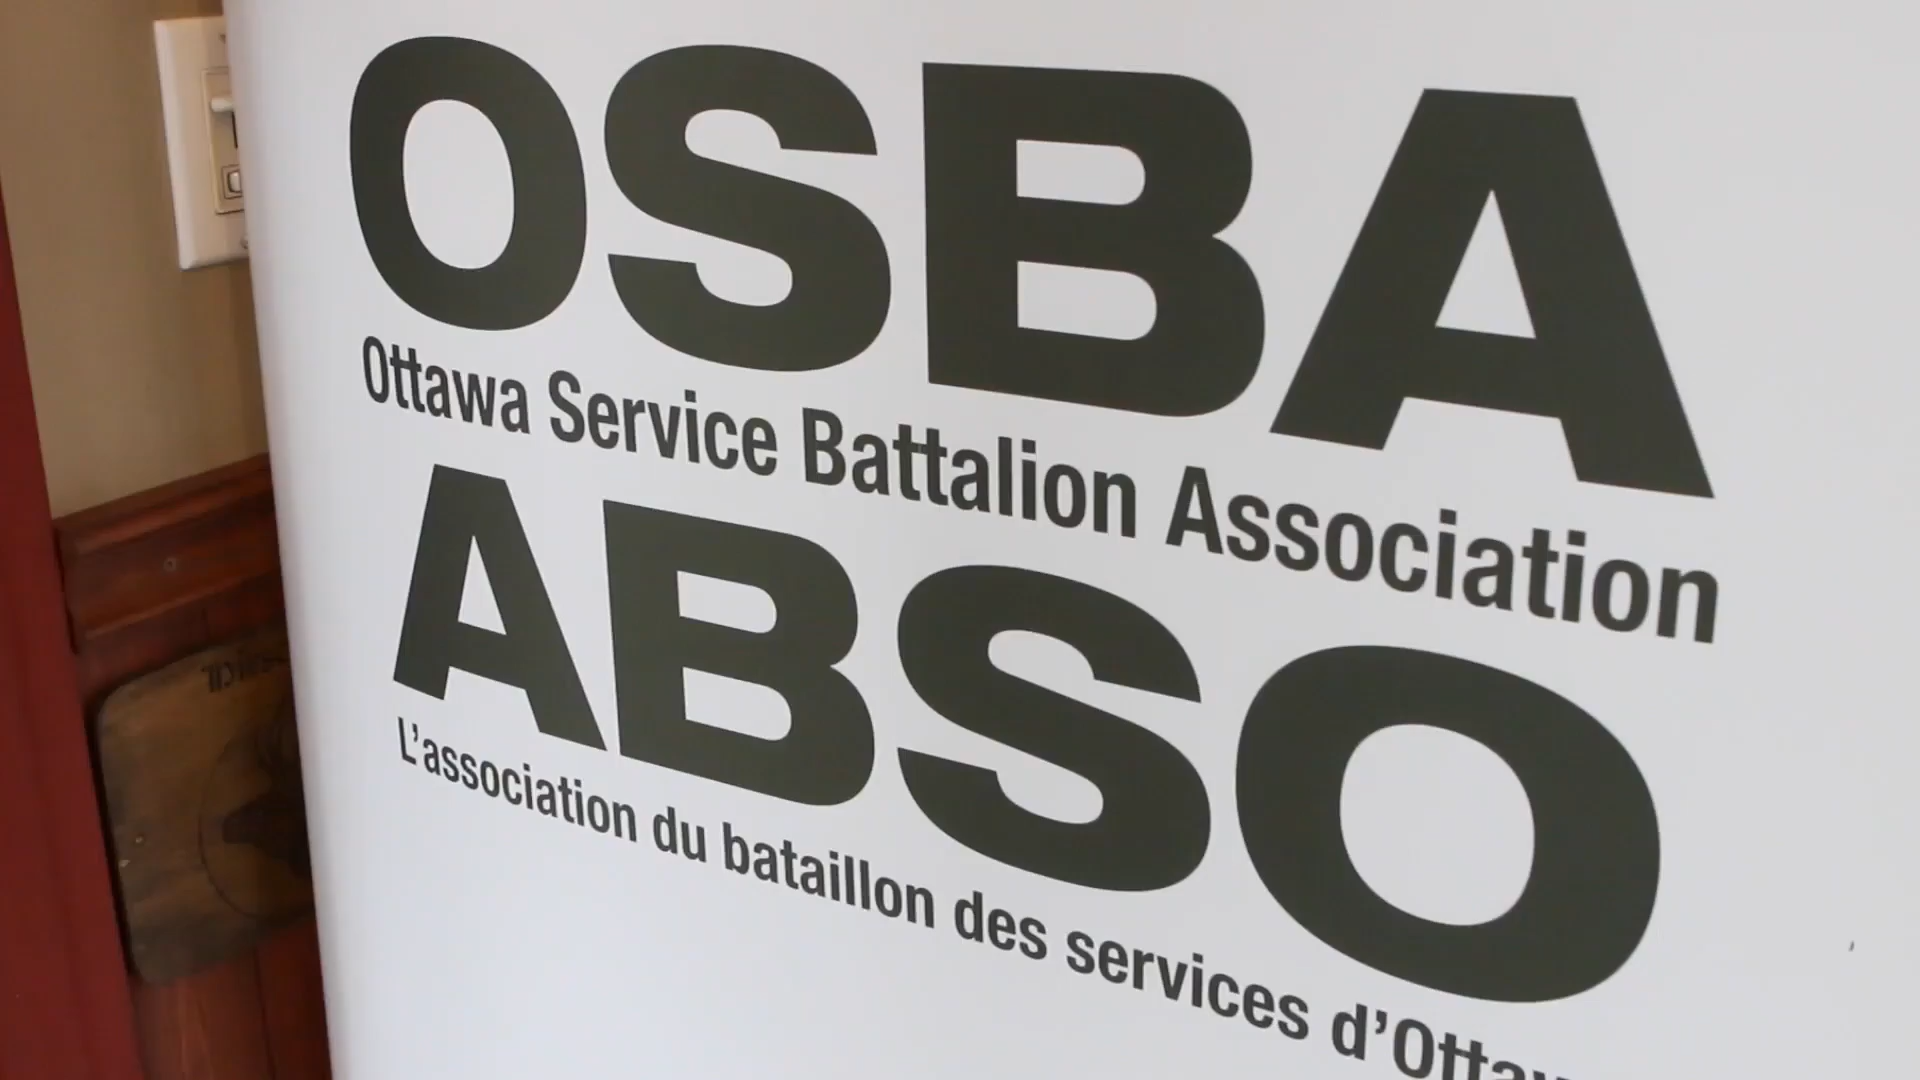 OSBA
Ottawa Service Battalion Association
ABSO
L'association du bataillon des services